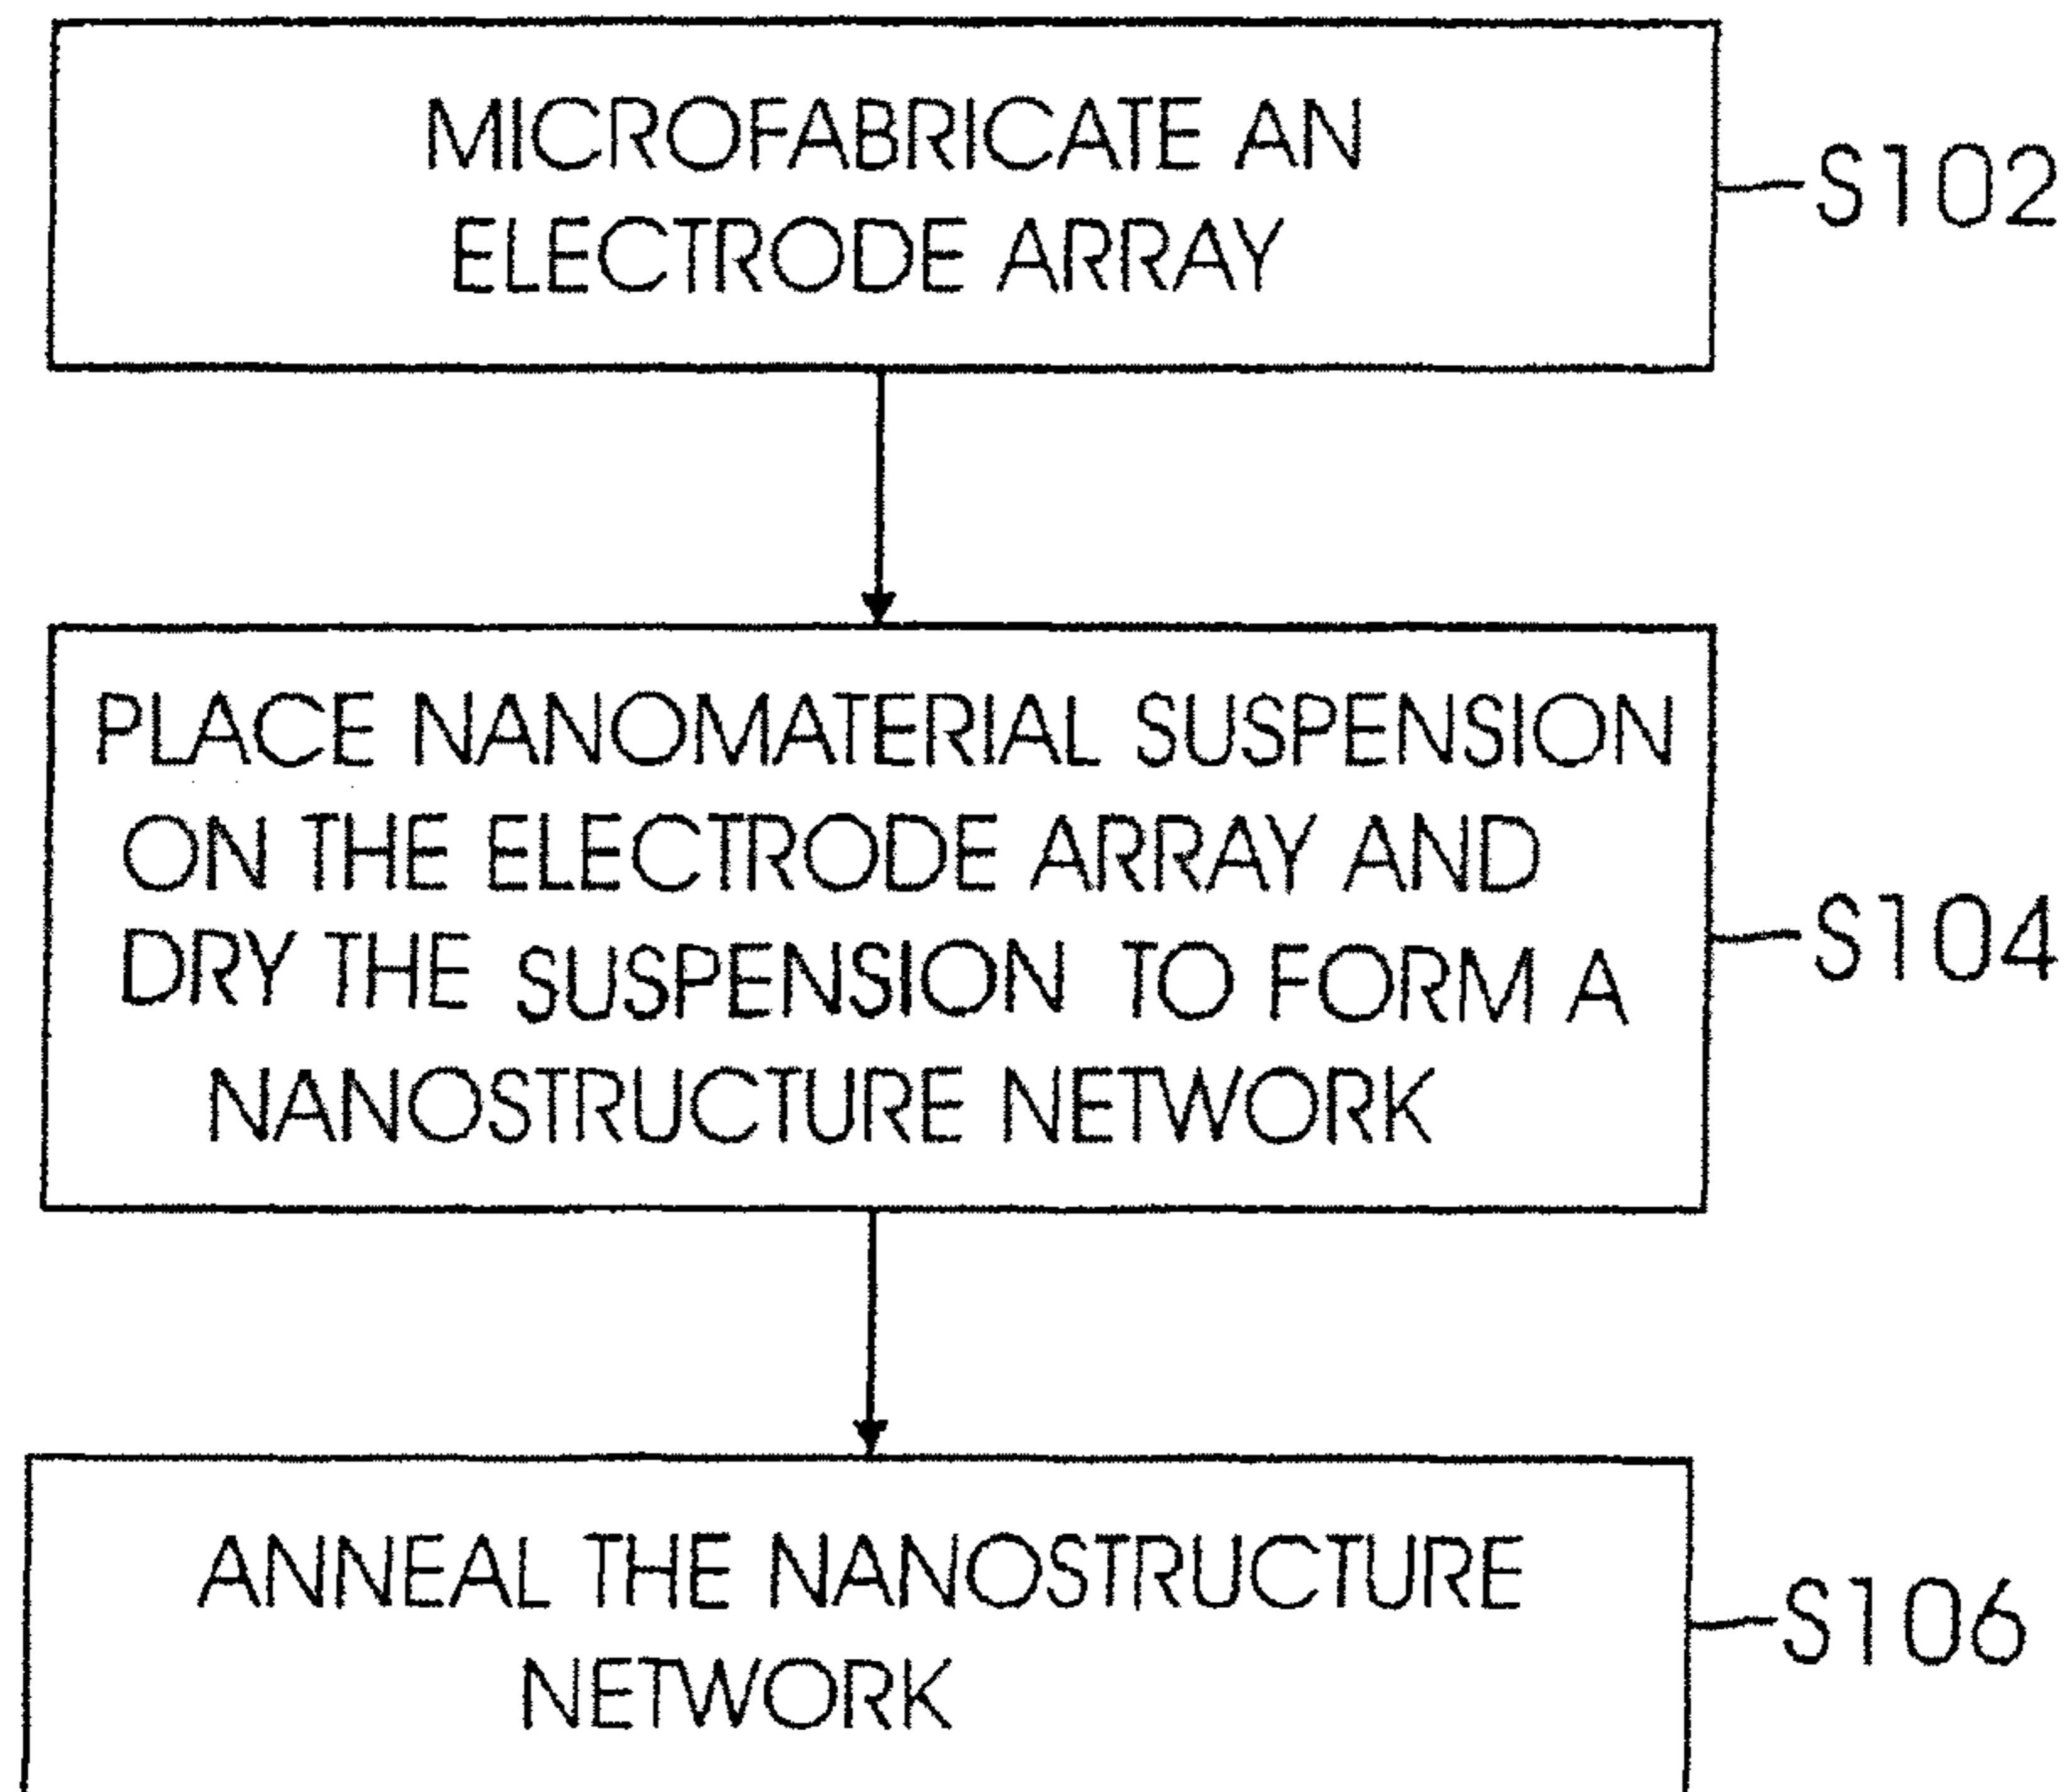 MICROFABRICATE AN
ELECTRODE ARRAY
S102
PLACE NANOMATERIAL SUSPENSION
ON THE ELECTRODE ARRAY AND
DRY THE SUSPENSION TO FORM A
NANOSTRUCTURE NETWORK
S104
ANNEAL THE NANOSTRUCTURE
NETWORK
S106